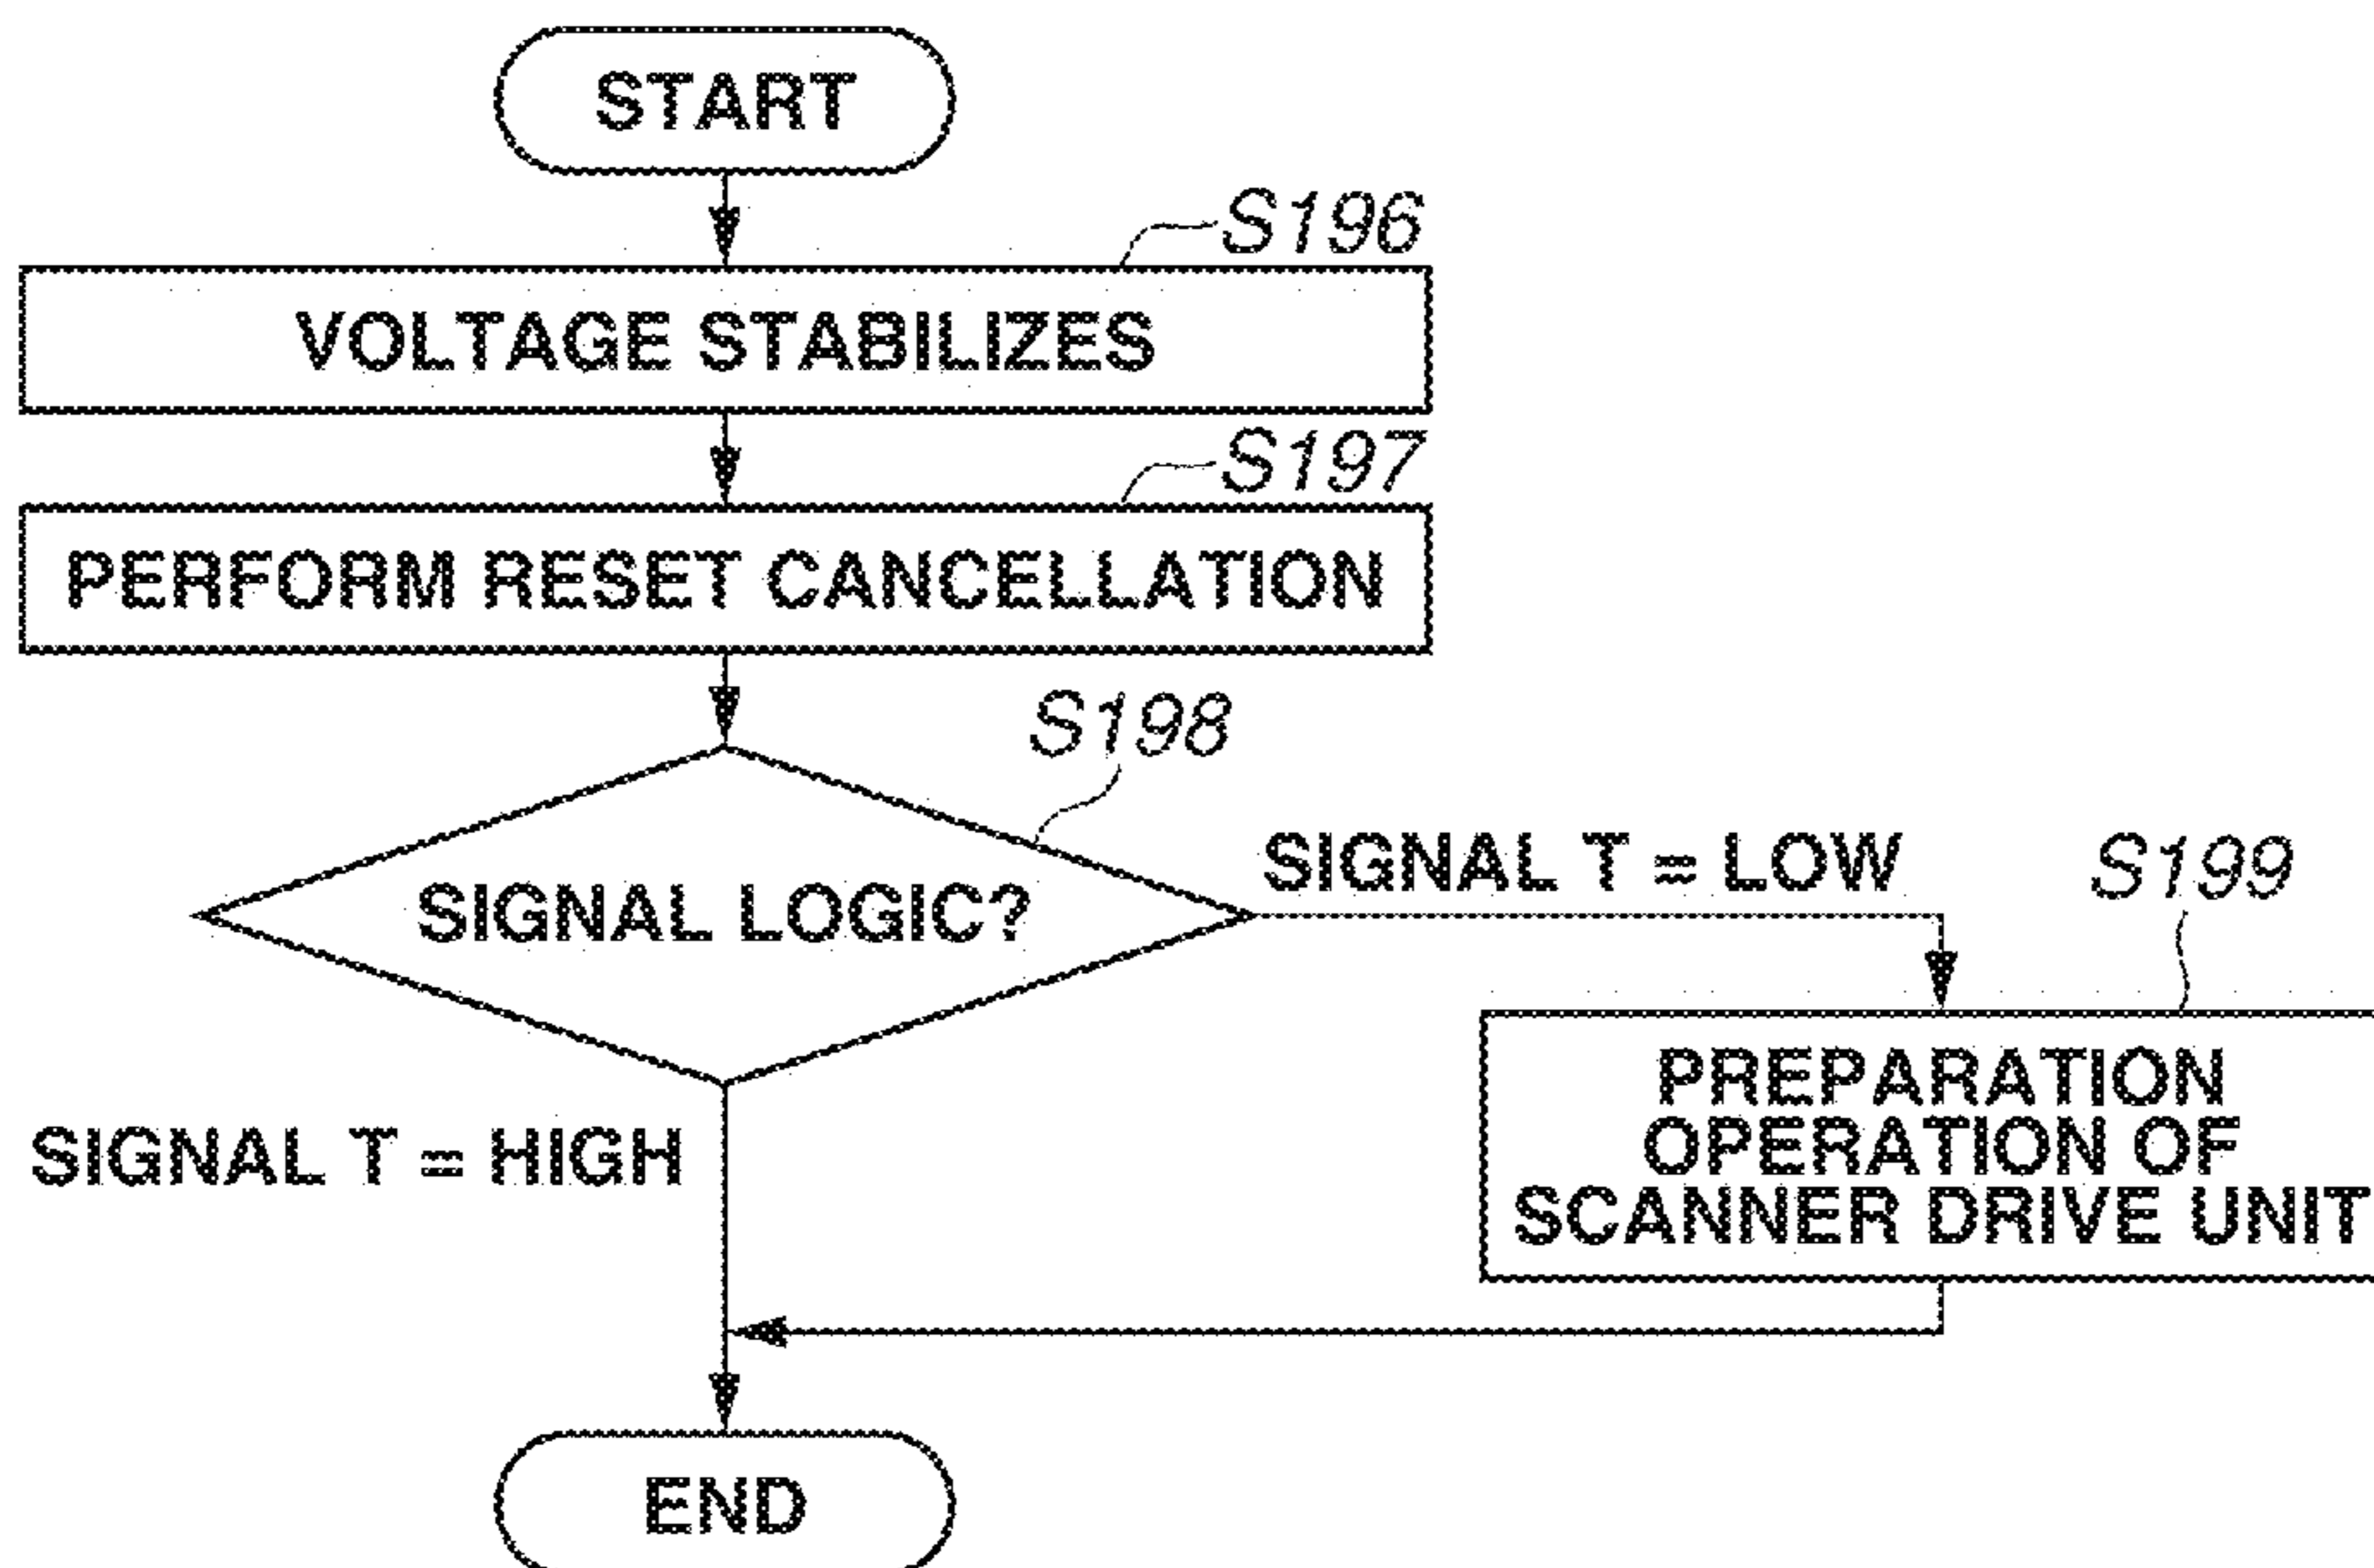 START
S196
VOLTAGE STABILIZES
S197
PERFORM RESET CANCELLATION
S198
SIGNAL LOGIC?
SIGNAL T = LOW
S199
PREPARATION
OPERATION OF
SCANNER DRIVE UNIT
SIGNAL T = HIGH
END